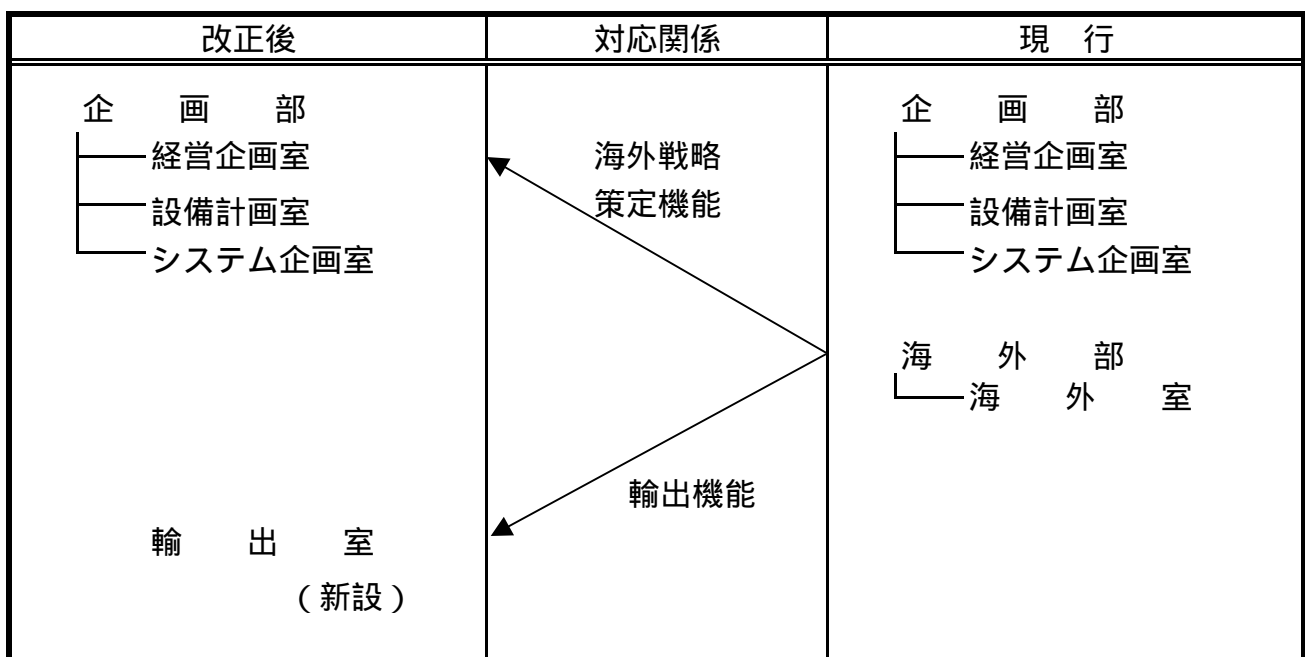 改正後 対応関係 現 行
企 画 部
経営企画室
設備計画室
システム企画室
輸 出 室
(新設)
海外戦略
策定機能
輸出機能
企 画 部
経営企画室
設備計画室
システム企画室
海 外 部
海 外 室